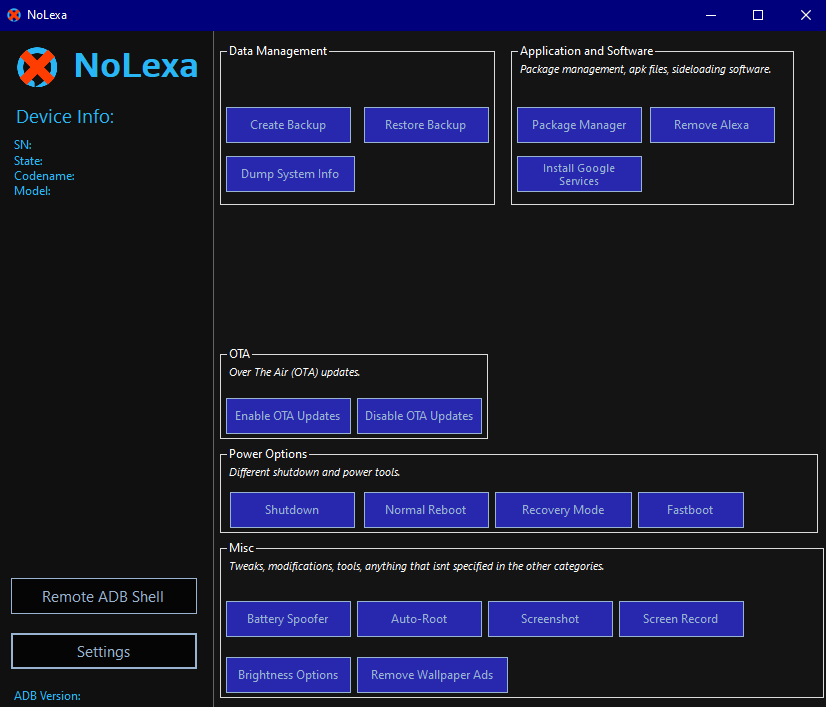 NoLexa
NoLexa
Device Info:
SN:
State:
Codename:
Model:
Remote ADB Shell
Settings
ADB Version:
Data Management
Create Backup
Restore Backup
Dump System Info
Application and Software
Package management, apk files, sideloading software.
Package Manager
Remove Alexa
Install Google
Services
OTA
Over The Air (OTA) updates.
Enable OTA Updates
Disable OTA Updates
Power Options
Different shutdown and power tools.
Shutdown
Normal Reboot
Recovery Mode
Fastboot
Misc
Tweaks, modifications, tools, anything that isnt specified in the other categories.
Battery Spoofer
Auto-Root
Screenshot
Screen Record
Brightness Options
Remove Wallpaper Ads